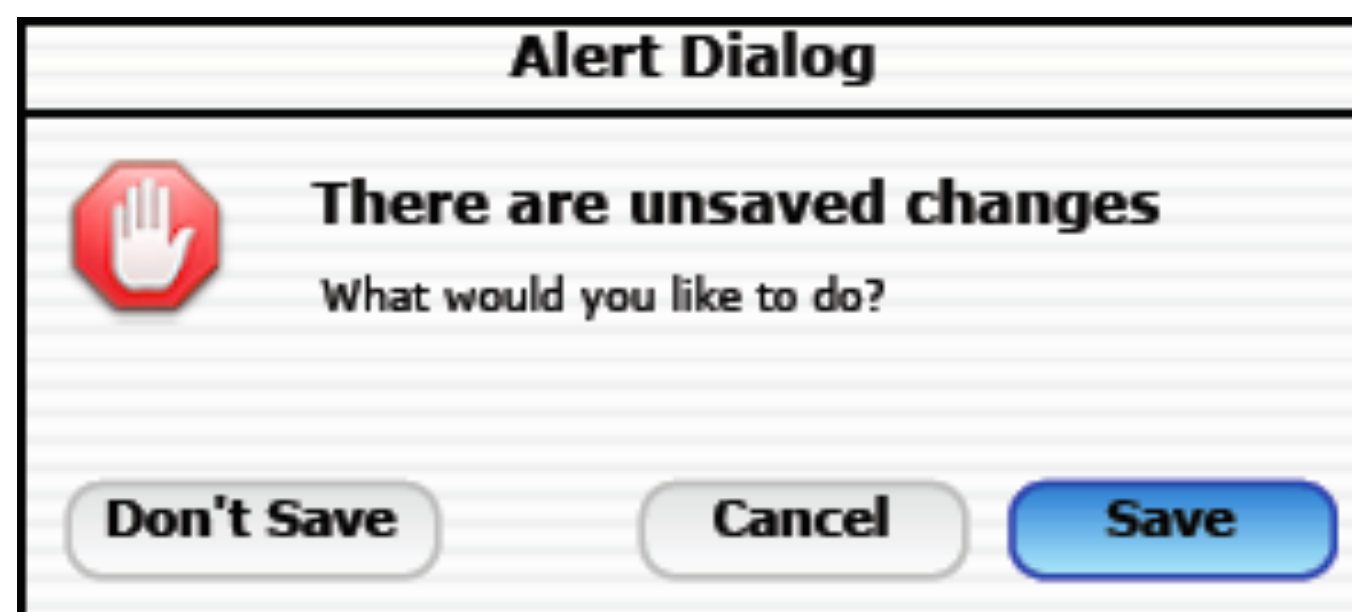 Alert Dialog
There are unsaved changes
What would you like to do?
Don't Save Cancel Save